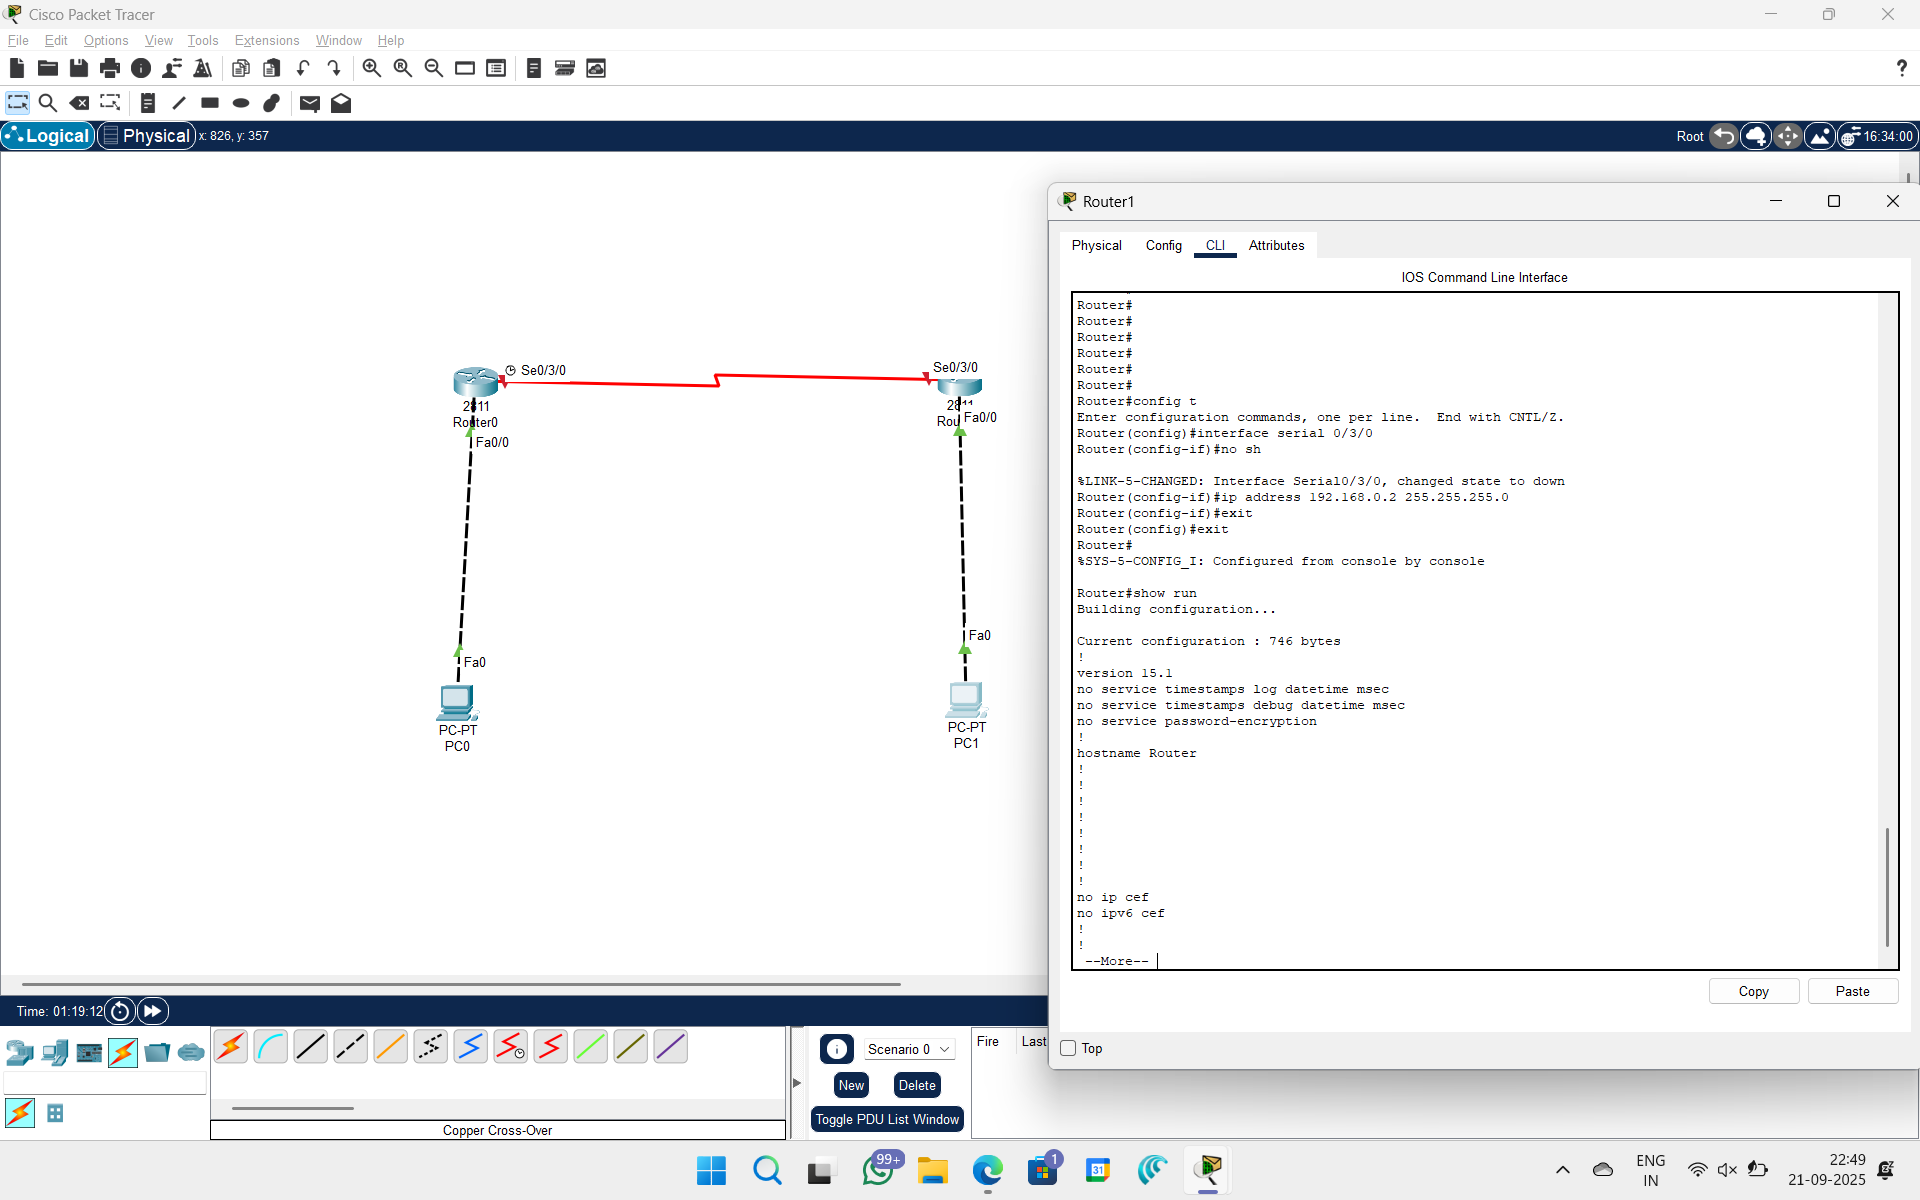 Cisco Packet Tracer
File Edit Options View Tools Extensions Window Help
?
Logical Physical x: 826, y: 357
Root 16:34:00
Se0/3/0
2811
Router0
Fa0/0
Se0/3/0
Fa0/0
Fa0
PC-PT
PC0
Fa0
PC-PT
PC1
Router1
Physical Config CLI Attributes
IOS Command Line Interface
Router#
Router#
Router#
Router#
Router#
Router#
Router#config t
Enter configuration commands, one per line.  End with CNTL/Z.
Router(config)#interface serial 0/3/0
Router(config-if)#no sh
%LINK-5-CHANGED: Interface Serial0/3/0, changed state to down
Router(config-if)#ip address 192.168.0.2 255.255.255.0
Router(config-if)#exit
Router(config)#exit
Router#
%SYS-5-CONFIG_I: Configured from console by console
Router#show run
Building configuration...
Current configuration : 746 bytes
!
version 15.1
no service timestamps log datetime msec
no service timestamps debug datetime msec
no service password-encryption
!
hostname Router
!
!
!
!
!
!
!
!
no ip cef
no ipv6 cef
!
!
--More--
Copy Paste
Top
Time: 01:19:12
Scenario 0
New Delete
Toggle PDU List Window
Fire Last
Copper Cross-Over
99+
1
31
ENG
IN
22:49
21-09-2025